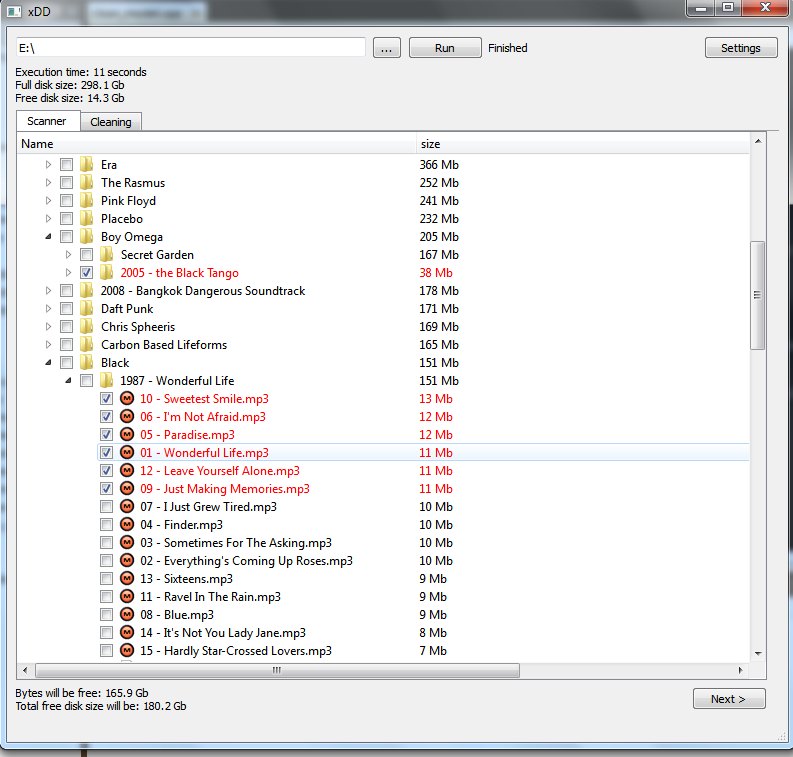 xDD
E:\ ... Run Finished Settings
Execution time: 11 seconds
Full disk size: 298.1 Gb
Free disk size: 14.3 Gb
Scanner Cleaning
Name size
Era 366 Mb
The Rasmus 252 Mb
Pink Floyd 241 Mb
Placebo 232 Mb
Boy Omega 205 Mb
Secret Garden 167 Mb
2005 - the Black Tango 38 Mb
2008 - Bangkok Dangerous Soundtrack 178 Mb
Daft Punk 171 Mb
Chris Spheeris 169 Mb
Carbon Based Lifeforms 165 Mb
Black 151 Mb
1987 - Wonderful Life 151 Mb
10 - Sweetest Smile.mp3 13 Mb
06 - I'm Not Afraid.mp3 12 Mb
05 - Paradise.mp3 12 Mb
01 - Wonderful Life.mp3 11 Mb
12 - Leave Yourself Alone.mp3 11 Mb
09 - Just Making Memories.mp3 11 Mb
07 - I Just Grew Tired.mp3 10 Mb
04 - Finder.mp3 10 Mb
03 - Sometimes For The Asking.mp3 10 Mb
02 - Everything's Coming Up Roses.mp3 10 Mb
13 - Sixteens.mp3 9 Mb
11 - Ravel In The Rain.mp3 9 Mb
08 - Blue.mp3 9 Mb
14 - It's Not You Lady Jane.mp3 8 Mb
15 - Hardly Star-Crossed Lovers.mp3 7 Mb
Bytes will be free: 165.9 Gb
Total free disk size will be: 180.2 Gb
Next >